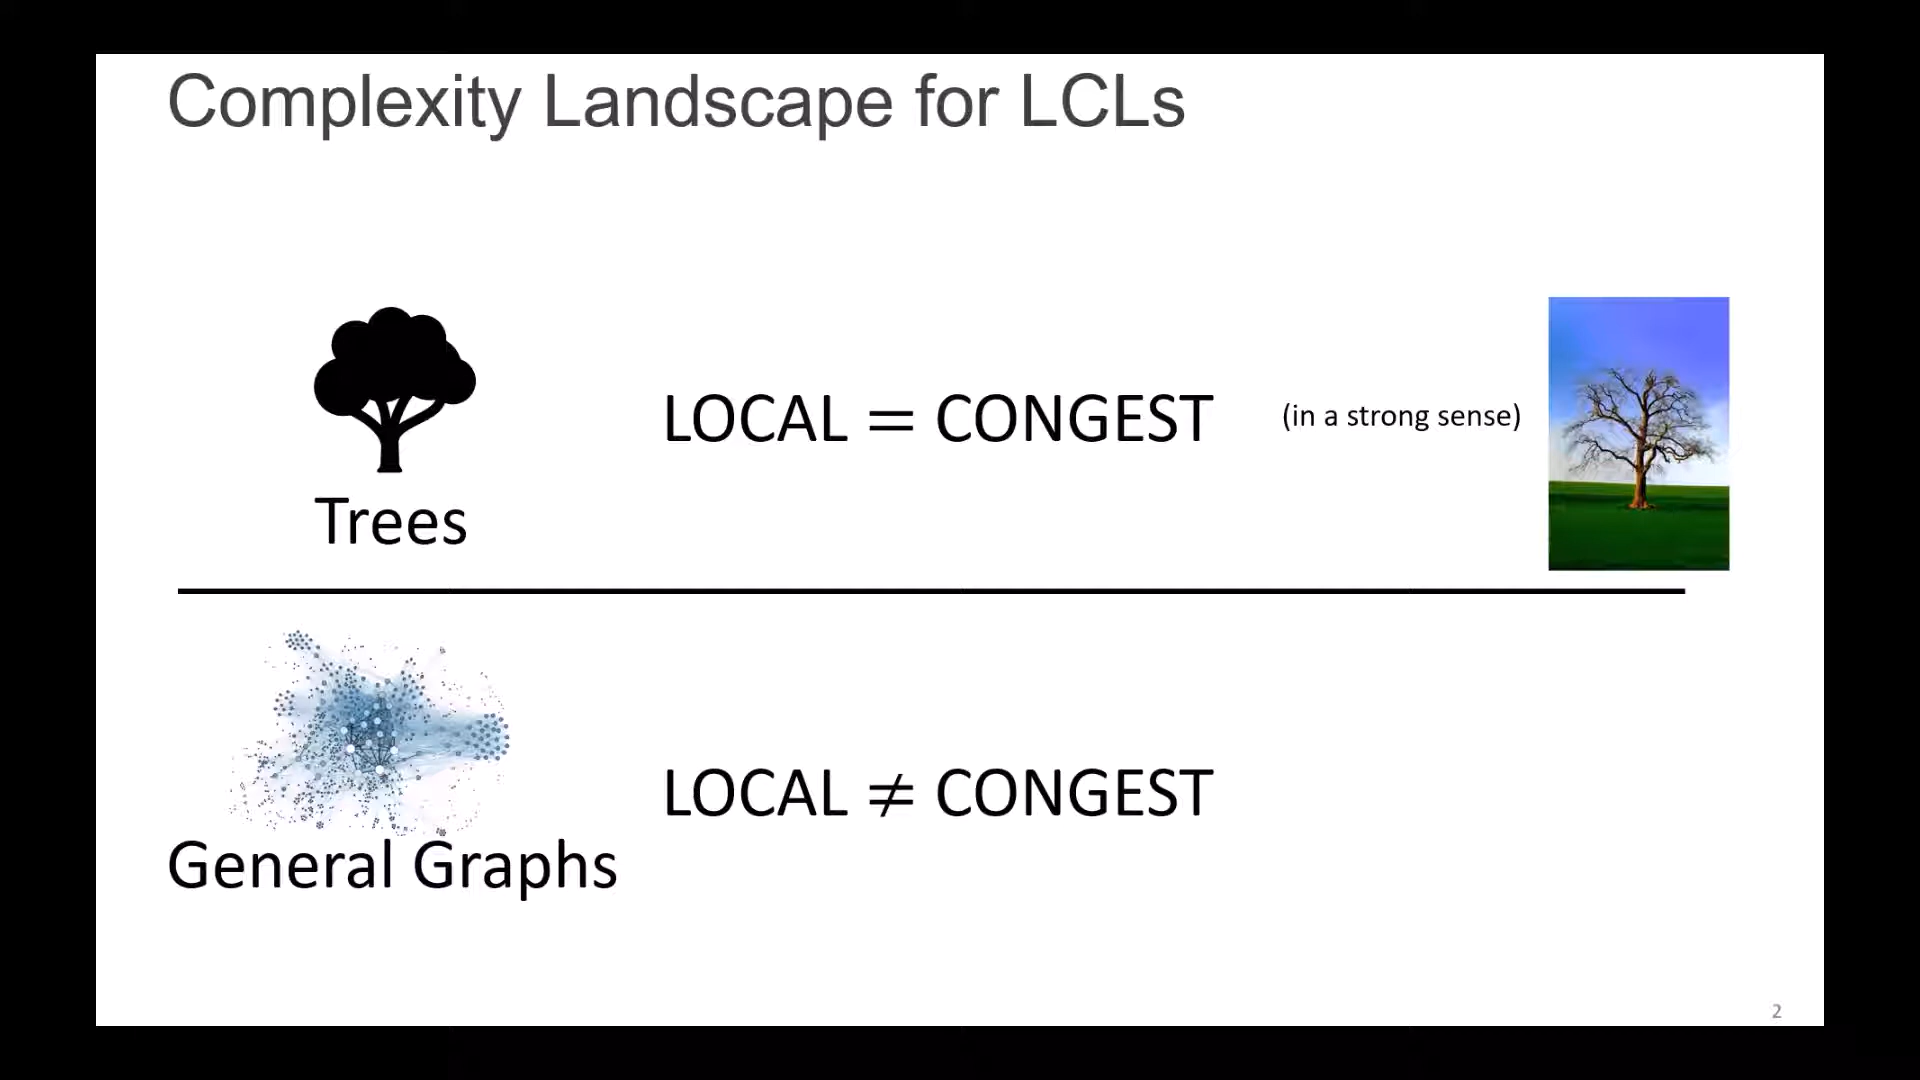 Complexity Landscape for LCLs
LOCAL = CONGEST
(in a strong sense)
Trees
LOCAL ≠ CONGEST
General Graphs
2